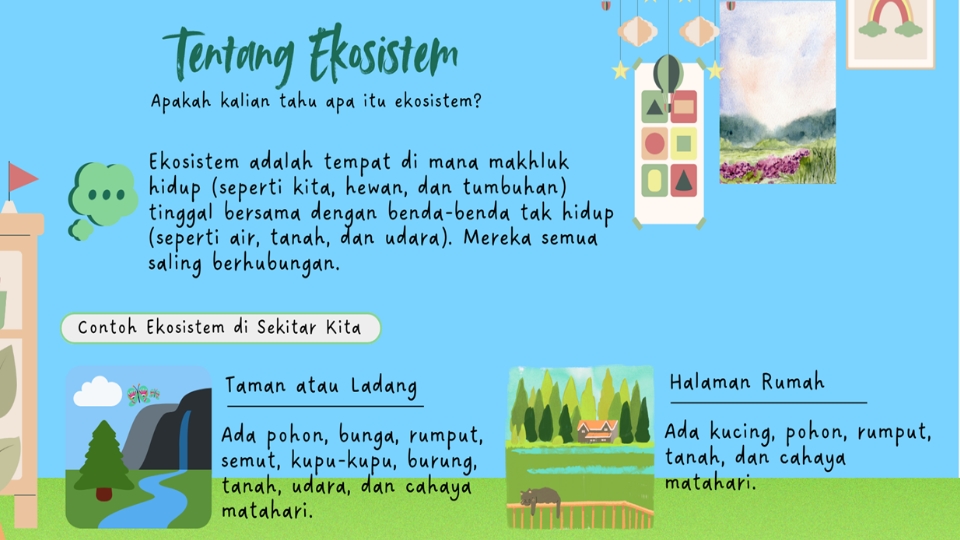 Tentang Ekosistem
Apakah kalian tahu apa itu ekosistem?
Ekosistem adalah tempat di mana makhluk
hidup (seperti kita, hewan, dan tumbuhan)
tinggal bersama dengan benda-benda tak hidup
(seperti air, tanah, dan udara). Mereka semua
saling berhubungan.
Contoh Ekosistem di Sekitar Kita
Taman atau Ladang
Ada pohon, bunga, rumput,
semut, kupu-kupu, burung,
tanah, udara, dan cahaya
matahari.
Halaman Rumah
Ada kucing, pohon, rumput,
tanah, dan cahaya
matahari.